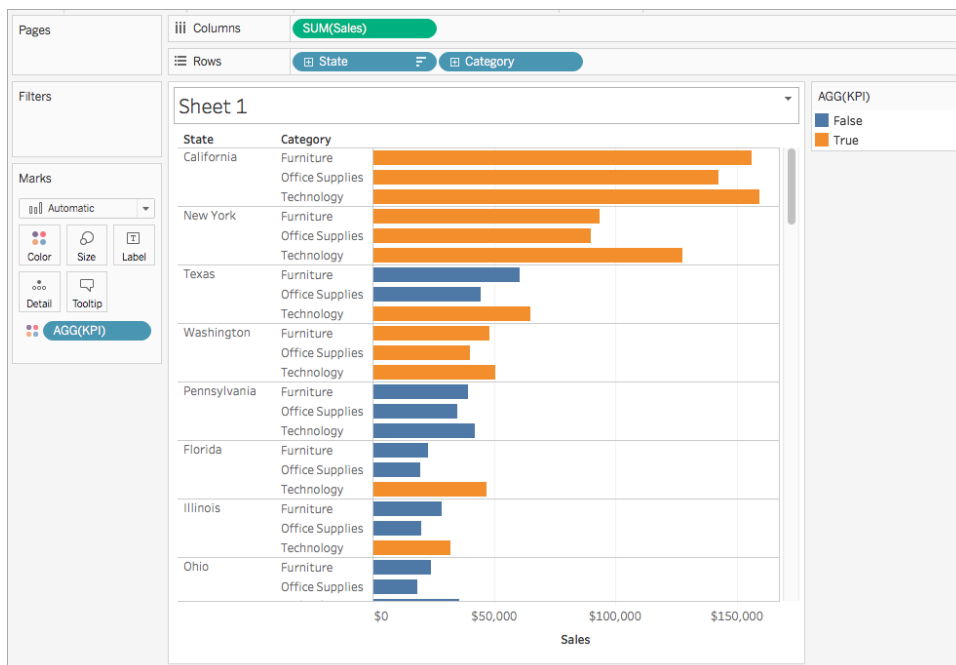 Pages
Columns
SUM(Sales)
Rows
State
Category
Filters
Sheet 1
AGG(KPI)
False
True
Marks
Automatic
Color
Size
Label
Detail
Tooltip
AGG(KPI)
State Category
California Furniture
Office Supplies
Technology
New York Furniture
Office Supplies
Technology
Texas Furniture
Office Supplies
Technology
Washington Furniture
Office Supplies
Technology
Pennsylvania Furniture
Office Supplies
Technology
Florida Furniture
Office Supplies
Technology
Illinois Furniture
Office Supplies
Technology
Ohio Furniture
Office Supplies
$0 $50,000 $100,000 $150,000
Sales